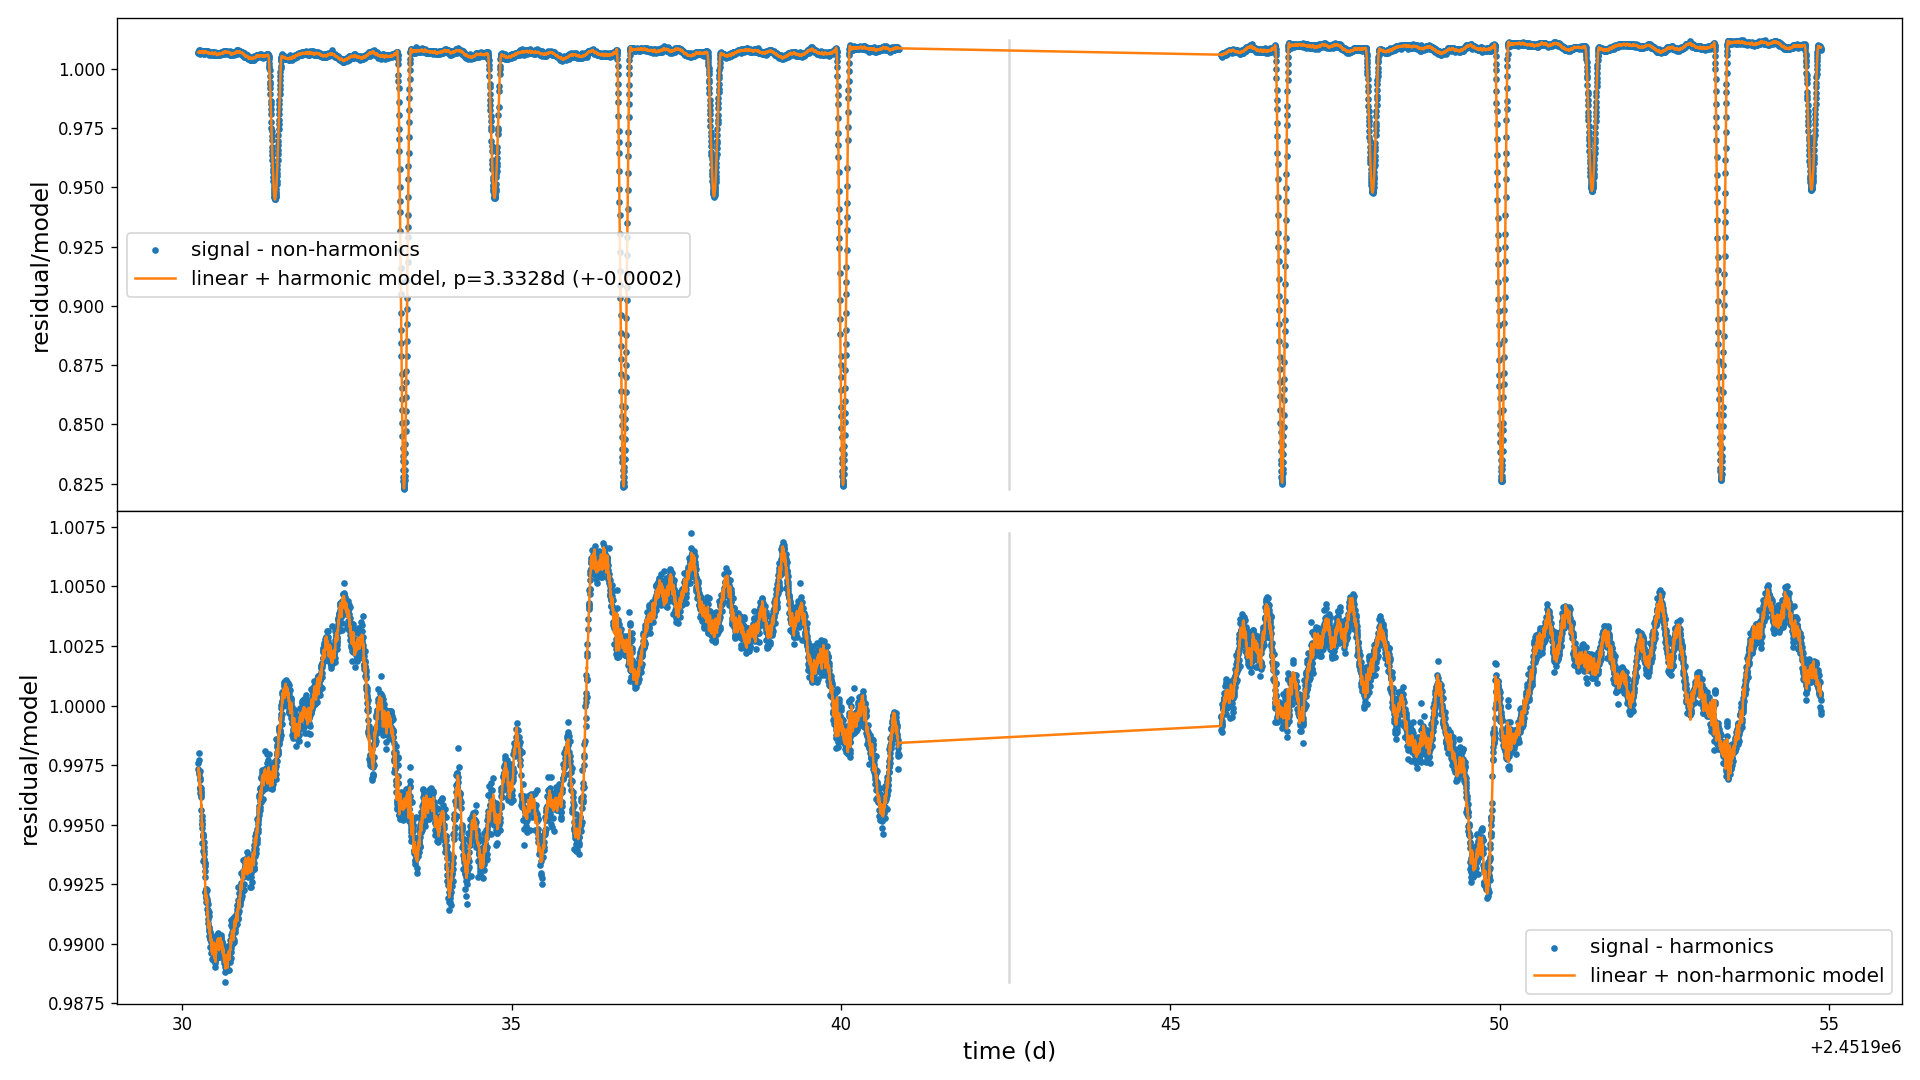 1.000
0.975
0.950
0.925
0.900
0.875
0.850
0.825
residual/model
signal - non-harmonics
linear + harmonic model, p=3.3328d (+-0.0002)
1.0075
1.0050
1.0025
1.0000
0.9975
0.9950
0.9925
0.9900
0.9875
residual/model
signal - harmonics
linear + non-harmonic model
30 35 40 45 50 55
time (d)
+2.4519e6